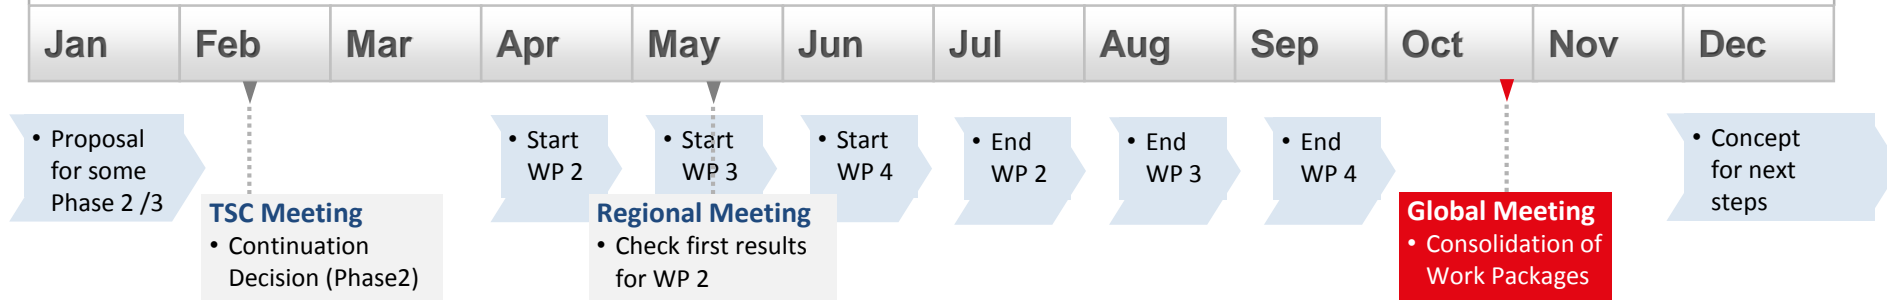 Jan Feb Mar Apr May Jun Jul Aug Sep Oct Nov Dec
• Proposal
for some
Phase 2 /3
• Start
WP 2
• Start
WP 3
• Start
WP 4
• End
WP 2
• End
WP 3
• End
WP 4
• Concept
for next
steps
TSC Meeting
• Continuation
Decision (Phase2)
Regional Meeting
• Check first results
for WP 2
Global Meeting
• Consolidation of
Work Packages